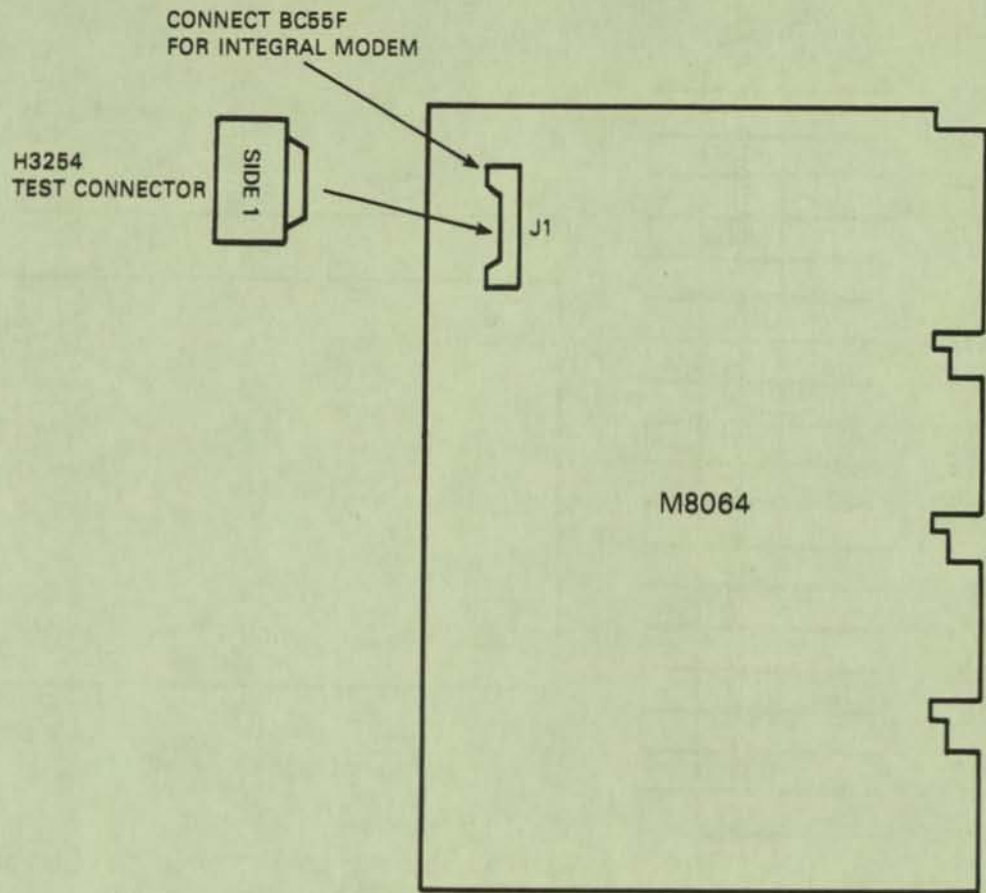 CONNECT BC55F
FOR INTEGRAL MODEM
H3254
TEST CONNECTOR
SIDE 1
J1
M8064